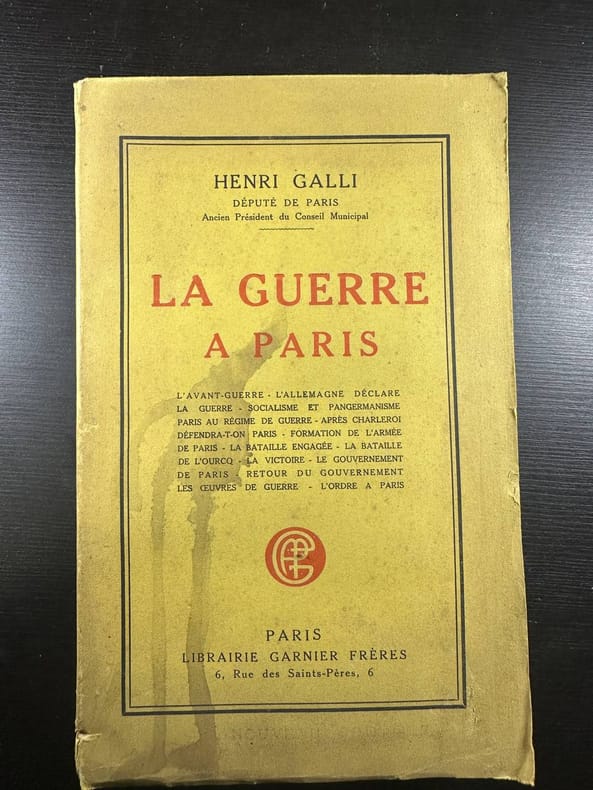 HENRI GALLI
DÉPUTÉ DE PARIS
Ancien Président du Conseil Municipal
LA GUERRE
A PARIS
L'AVANT-GUERRE - L'ALLEMAGNE DÉCLARE
LA GUERRE - SOCIALISME ET PANGERMANISME
PARIS AU RÉGIME DE GUERRE - APRÈS CHARLEROI
DÉFENDRA-T-ON PARIS - FORMATION DE L'ARMÉE
DE PARIS - LA BATAILLE ENGAGÉE - LA BATAILLE
DE L'OURCQ - LA VICTOIRE - LE GOUVERNEMENT
DE PARIS - RETOUR DU GOUVERNEMENT
LES ŒUVRES DE GUERRE - L'ORDRE A PARIS
PARIS
LIBRAIRIE GARNIER FRÈRES
6, Rue des Saints-Pères, 6